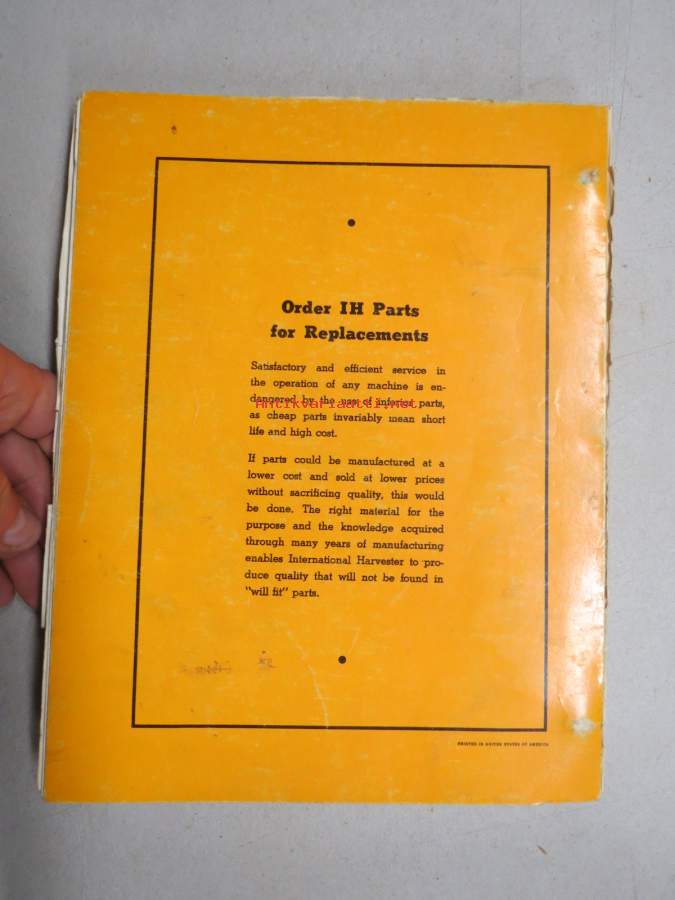 Order IH Parts
for Replacements
Satisfactory and efficient service in
the operation of any machine is en-
dangered by the use of inferior parts,
antikvariaatti.net
as cheap parts invariably mean short
life and high cost.
If parts could be manufactured at a
lower cost and sold at lower prices
without sacrificing quality, this would
be done. The right material for the
purpose and the knowledge acquired
through many years of manufacturing
enables International Harvester to pro-
duce quality that will not be found in
"will fit" parts.
PRINTED IN UNITED STATES OF AMERICA